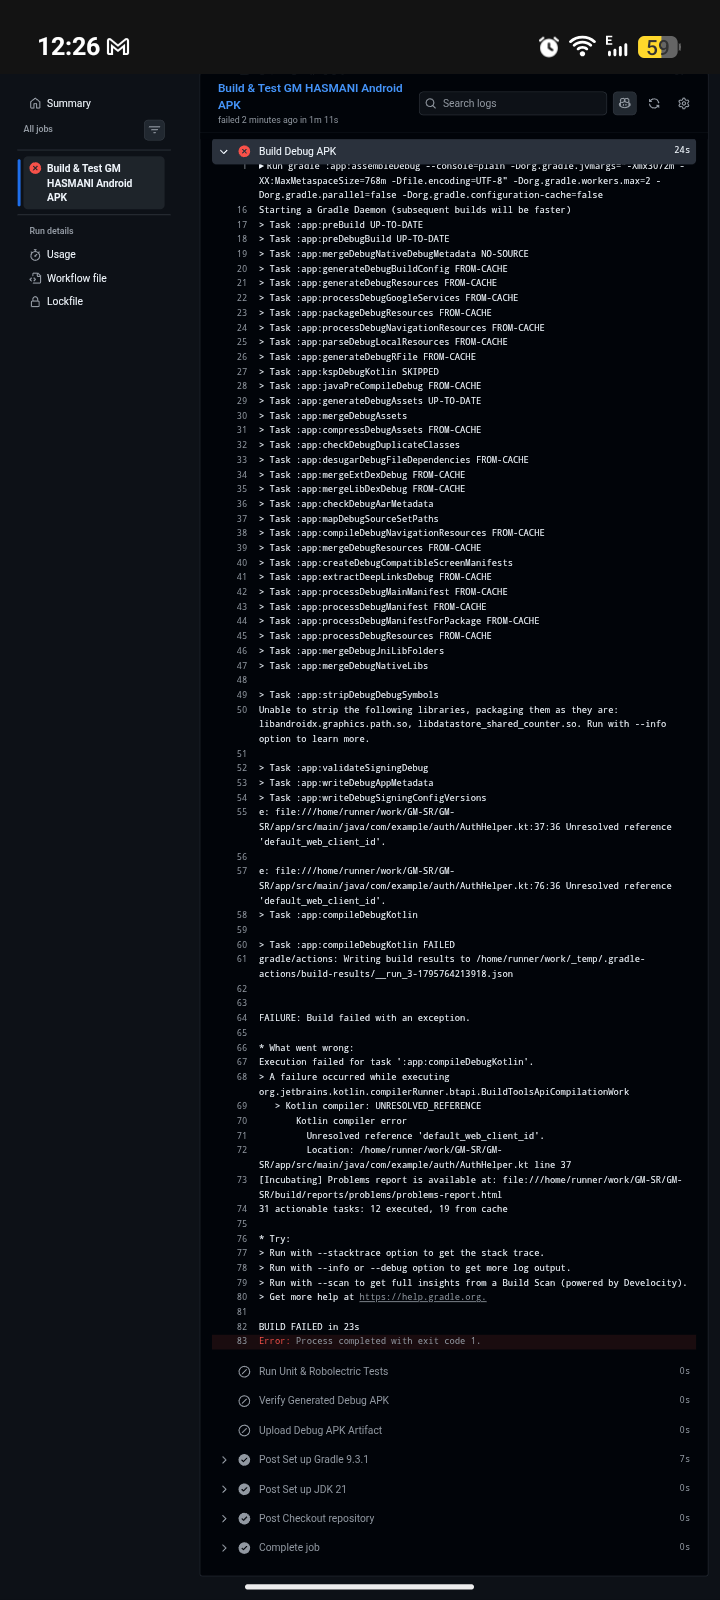 12:26
E
59
Summary
All jobs
Build & Test GM
HASMANI Android
APK
Run details
Usage
Workflow file
Lockfile
Build & Test GM HASMANI Android
APK
failed 2 minutes ago in 1m 11s
Search logs
Build Debug APK 24s
1 ▶ Run gradle :app:assembleDebug --console=plain -Dorg.gradle.jvmargs="-Xmx3072m -
XX:MaxMetaspaceSize=768m -Dfile.encoding=UTF-8" -Dorg.gradle.workers.max=2 -
Dorg.gradle.parallel=false -Dorg.gradle.configuration-cache=false
16 Starting a Gradle Daemon (subsequent builds will be faster)
17 > Task :app:preBuild UP-TO-DATE
18 > Task :app:preDebugBuild UP-TO-DATE
19 > Task :app:mergeDebugNativeDebugMetadata NO-SOURCE
20 > Task :app:generateDebugBuildConfig FROM-CACHE
21 > Task :app:generateDebugResources FROM-CACHE
22 > Task :app:processDebugGoogleServices FROM-CACHE
23 > Task :app:packageDebugResources FROM-CACHE
24 > Task :app:processDebugNavigationResources FROM-CACHE
25 > Task :app:parseDebugLocalResources FROM-CACHE
26 > Task :app:generateDebugRFile FROM-CACHE
27 > Task :app:kspDebugKotlin SKIPPED
28 > Task :app:javaPreCompileDebug FROM-CACHE
29 > Task :app:generateDebugAssets UP-TO-DATE
30 > Task :app:mergeDebugAssets
31 > Task :app:compressDebugAssets FROM-CACHE
32 > Task :app:checkDebugDuplicateClasses
33 > Task :app:desugarDebugFileDependencies FROM-CACHE
34 > Task :app:mergeExtDexDebug FROM-CACHE
35 > Task :app:mergeLibDexDebug FROM-CACHE
36 > Task :app:checkDebugAarMetadata
37 > Task :app:mapDebugSourceSetPaths
38 > Task :app:compileDebugNavigationResources FROM-CACHE
39 > Task :app:mergeDebugResources FROM-CACHE
40 > Task :app:createDebugCompatibleScreenManifests
41 > Task :app:extractDeepLinksDebug FROM-CACHE
42 > Task :app:processDebugMainManifest FROM-CACHE
43 > Task :app:processDebugManifest FROM-CACHE
44 > Task :app:processDebugManifestForPackage FROM-CACHE
45 > Task :app:processDebugResources FROM-CACHE
46 > Task :app:mergeDebugJniLibFolders
47 > Task :app:mergeDebugNativeLibs
48
49 > Task :app:stripDebugDebugSymbols
50 Unable to strip the following libraries, packaging them as they are:
libandroidx.graphics.path.so, libdatastore_shared_counter.so. Run with --info
option to learn more.
51
52 > Task :app:validateSigningDebug
53 > Task :app:writeDebugAppMetadata
54 > Task :app:writeDebugSigningConfigVersions
55 e: file:///home/runner/work/GM-SR/GM-
SR/app/src/main/java/com/example/auth/AuthHelper.kt:37:36 Unresolved reference
'default_web_client_id'.
56
57 e: file:///home/runner/work/GM-SR/GM-
SR/app/src/main/java/com/example/auth/AuthHelper.kt:76:36 Unresolved reference
'default_web_client_id'.
58 > Task :app:compileDebugKotlin
59
60 > Task :app:compileDebugKotlin FAILED
61 gradle/actions: Writing build results to /home/runner/work/_temp/.gradle-
actions/build-results/__run_3-1795764213918.json
62
63
64 FAILURE: Build failed with an exception.
65
66 * What went wrong:
67 Execution failed for task ':app:compileDebugKotlin'.
68 > A failure occurred while executing
org.jetbrains.kotlin.compilerRunner.btapi.BuildToolsApiCompilationWork
69 > Kotlin compiler: UNRESOLVED_REFERENCE
70 Kotlin compiler error
71 Unresolved reference 'default_web_client_id'.
72 Location: /home/runner/work/GM-SR/GM-
SR/app/src/main/java/com/example/auth/AuthHelper.kt line 37
73 [Incubating] Problems report is available at: file:///home/runner/work/GM-SR/GM-
SR/build/reports/problems/problems-report.html
74 31 actionable tasks: 12 executed, 19 from cache
75
76 * Try:
77 > Run with --stacktrace option to get the stack trace.
78 > Run with --info or --debug option to get more log output.
79 > Run with --scan to get full insights from a Build Scan (powered by Develocity).
80 > Get more help at https://help.gradle.org.
81
82 BUILD FAILED in 23s
83 Error: Process completed with exit code 1.
Run Unit & Robolectric Tests 0s
Verify Generated Debug APK 0s
Upload Debug APK Artifact 0s
Post Set up Gradle 9.3.1 7s
Post Set up JDK 21 0s
Post Checkout repository 0s
Complete job 0s